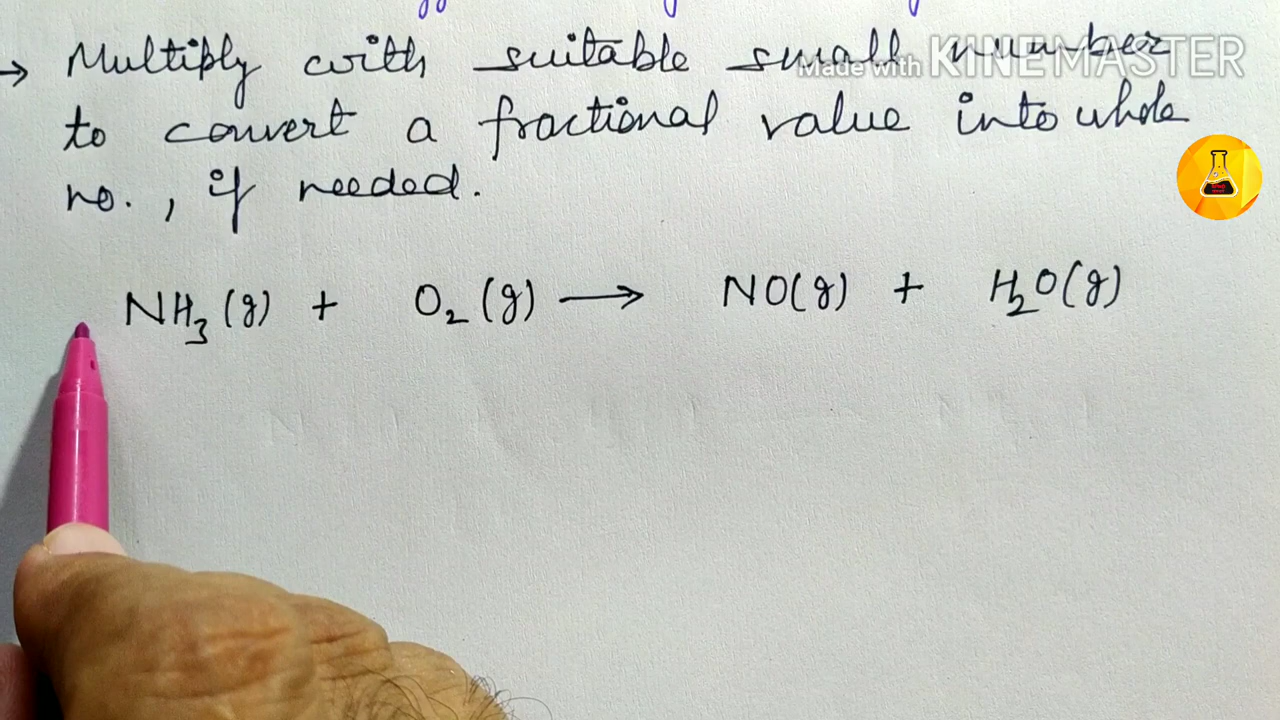 → Multiply with suitable small number
Made with KINEMASTER
to convert a fractional value into whole
no., if needed.
NH₃(g) + O₂(g) ⟶ NO(g) + H₂O(g)